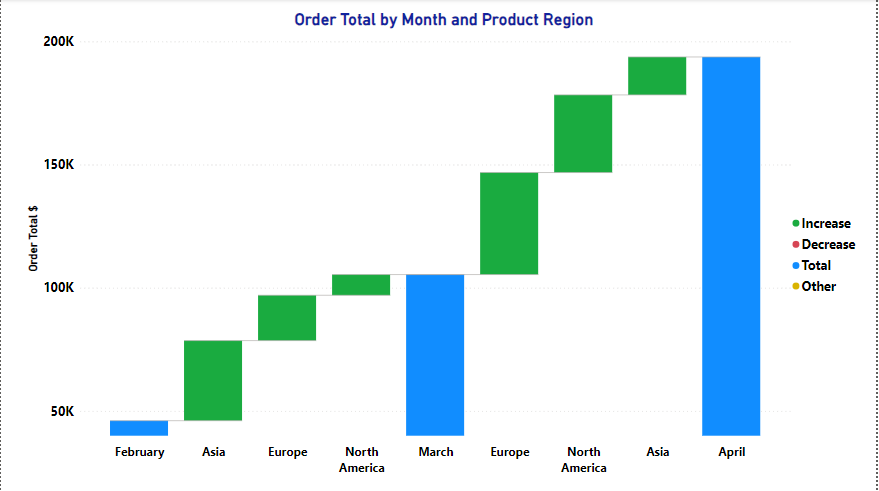 Order Total by Month and Product Region
200K
150K
100K
50K
Order Total $
February
Asia
Europe
North
America
March
Europe
North
America
Asia
April
Increase
Decrease
Total
Other